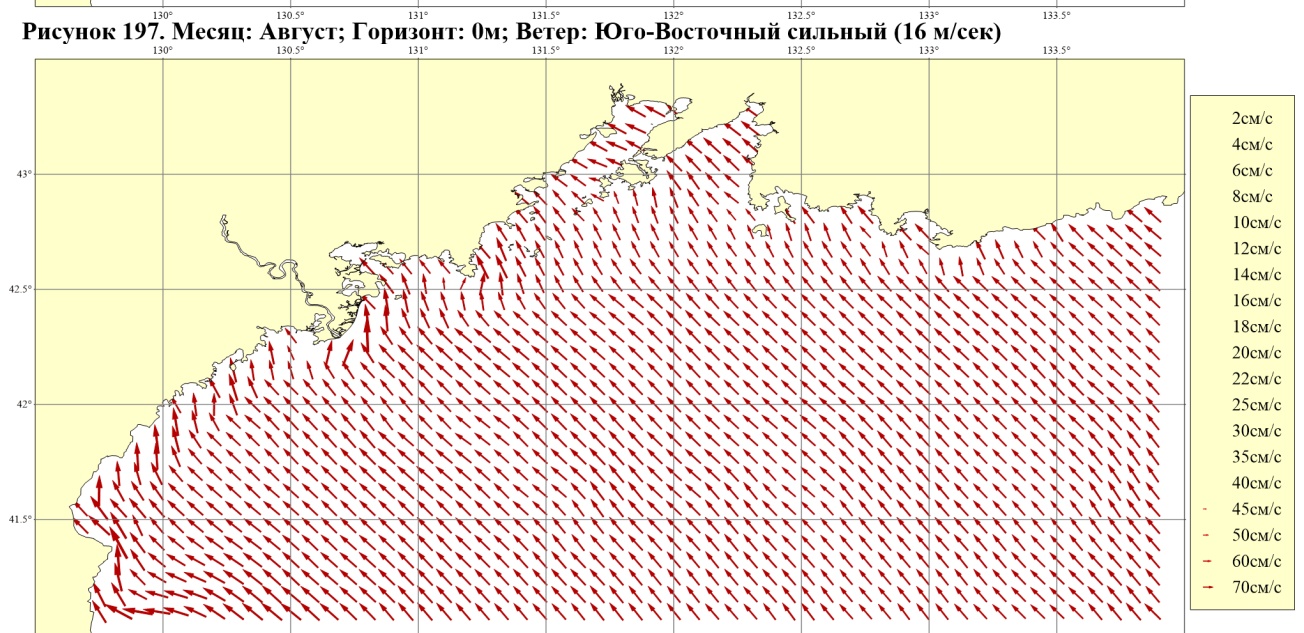 130° 130.5° 131° 131.5° 132° 132.5° 133° 133.5°
Рисунок 197. Месяц: Август; Горизонт: 0м; Ветер: Юго-Восточный сильный (16 м/сек)
130° 130.5° 131° 131.5° 132° 132.5° 133° 133.5°
2см/с
4см/с
6см/с
8см/с
10см/с
12см/с
14см/с
16см/с
18см/с
20см/с
22см/с
25см/с
30см/с
35см/с
40см/с
45см/с
50см/с
60см/с
70см/с
43°
42.5°
42°
41.5°